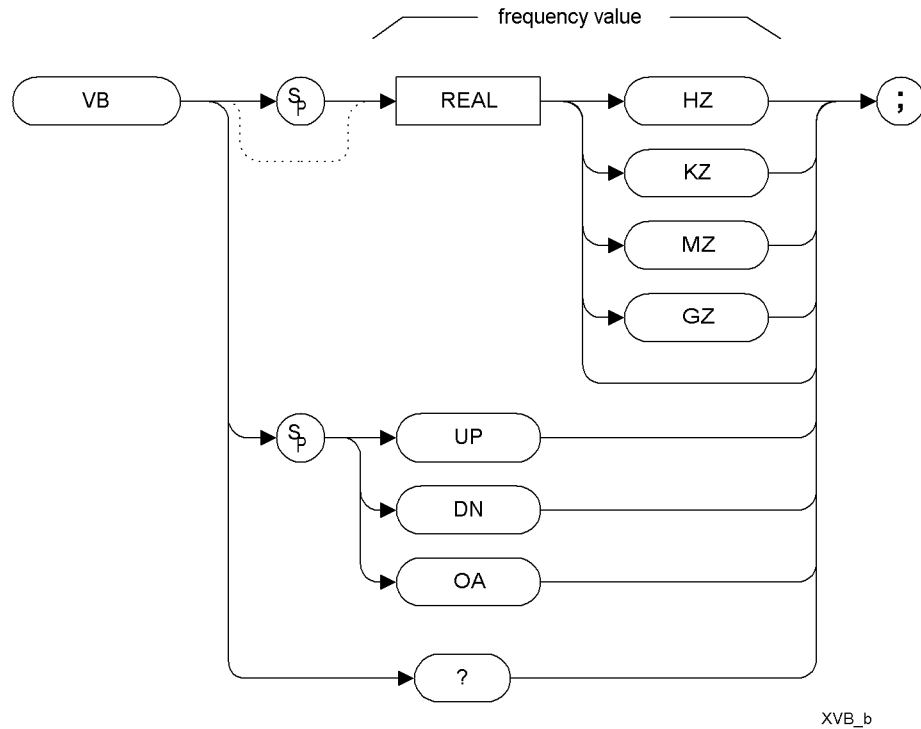 frequency value
VB SP REAL HZ ;
KZ
MZ
GZ
SP UP
DN
OA
?
XVB_b